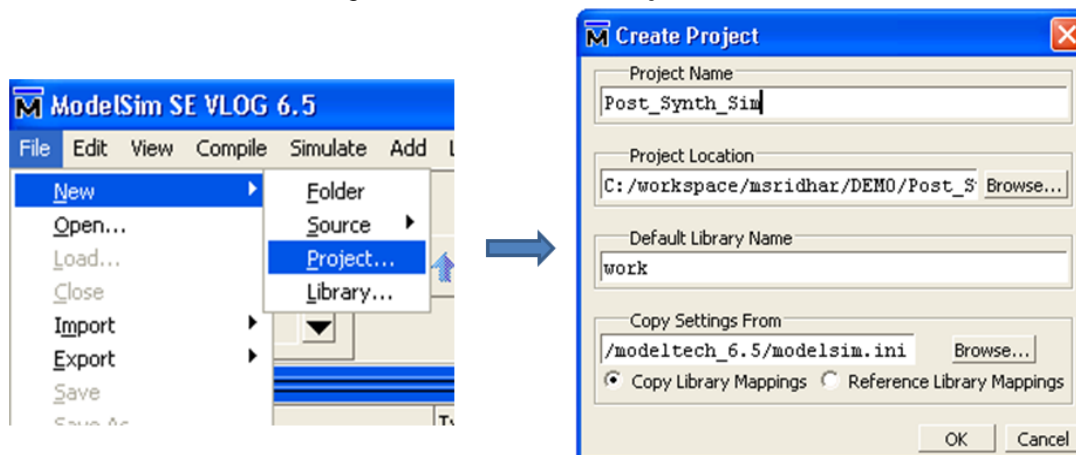 ModelSim SE VLOG 6.5
File Edit View Compile Simulate Add
New
Folder
Open...
Source
Load...
Project...
Close
Library...
Import
Export
Save
Save As
Create Project
Project Name
Post_Synth_Sim
Project Location
C:/workspace/msridhar/DEMO/Post_S Browse...
Default Library Name
work
Copy Settings From
/modeltech_6.5/modelsim.ini Browse...
Copy Library Mappings Reference Library Mappings
OK Cancel